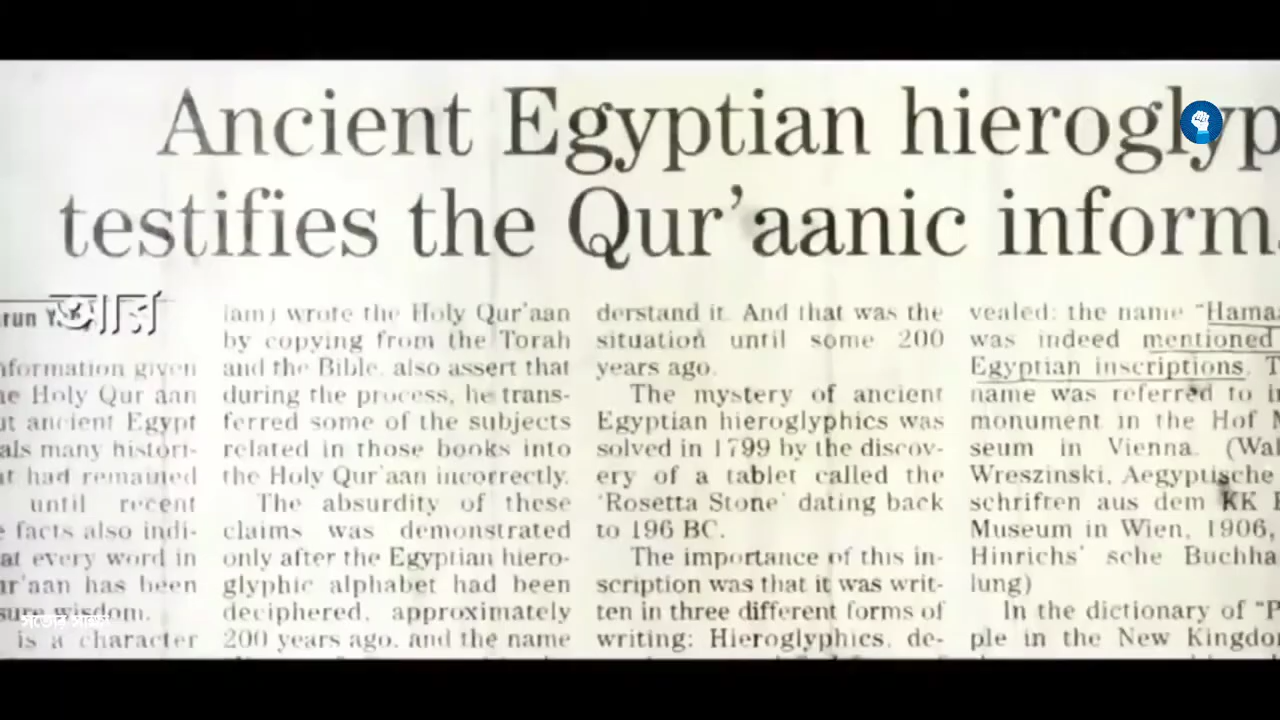 Ancient Egyptian hieroglyp
testifies the Qur'aanic inform
run Y
আর
nformation given
he Holy Qur aan
ut ancient Egypt
als many histori-
at had remained
until recent
e facts also indi-
at every word in
ur'aan has been
sure wisdom.
সত্যের সাক্ষী
is a character
iam) wrote the Holy Qur'aan
by copying from the Torah
and the Bible, also assert that
during the process, he trans-
ferred some of the subjects
related in those books into
the Holy Qur'aan incorrectly.
The absurdity of these
claims was demonstrated
only after the Egyptian hiero-
glyphic alphabet had been
deciphered, approximately
200 years ago, and the name
derstand it. And that was the
situation until some 200
years ago.
The mystery of ancient
Egyptian hieroglyphics was
solved in 1799 by the discov-
ery of a tablet called the
'Rosetta Stone' dating back
to 196 BC.
The importance of this in-
scription was that it was writ-
ten in three different forms of
writing: Hieroglyphics, de-
vealed: the name "Hama
was indeed mentioned
Egyptian inscriptions. T
name was referred to i
monument in the Hof M
seum in Vienna. (Wal
Wreszinski, Aegyptische
schriften aus dem KK H
Museum in Wien, 1906,
Hinrichs' sche Buchha
lung)
In the dictionary of "P
ple in the New Kingdo